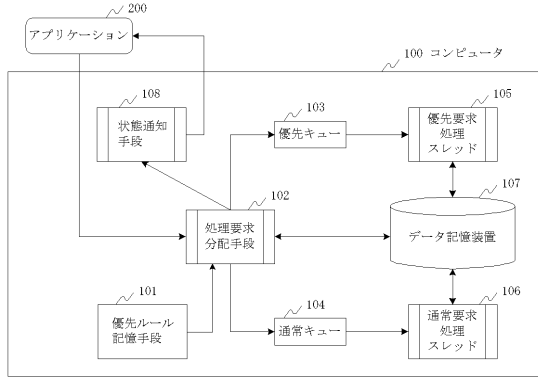 200
アプリケーション
100 コンピュータ
108
状態通知
手段
103
優先キュー
105
優先要求
処理
スレッド
102
処理要求
分配手段
107
データ記憶装置
101
優先ルール
記憶手段
104
通常キュー
106
通常要求
処理
スレッド